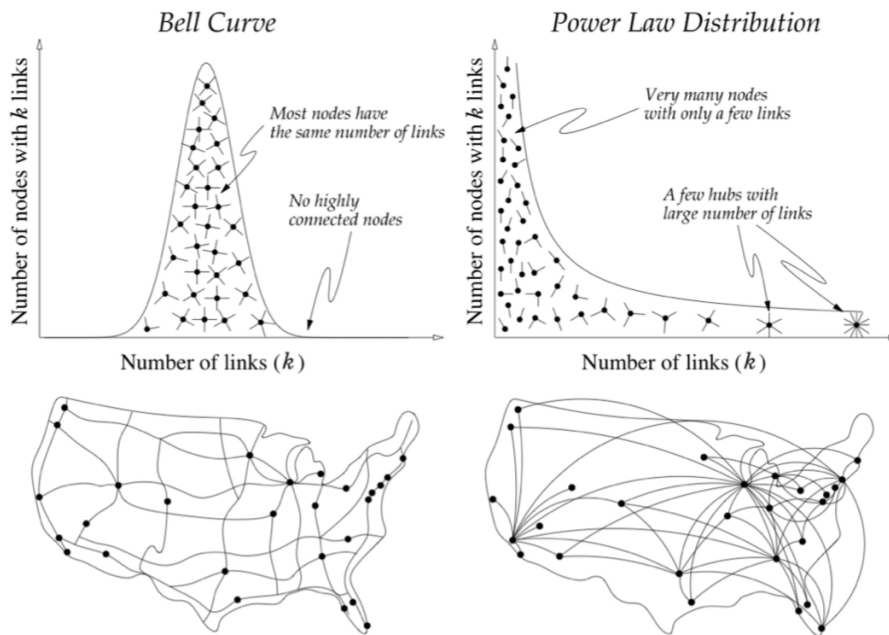 Bell Curve
Number of nodes with k links
Most nodes have
the same number of links
No highly
connected nodes
Number of links (k)
Power Law Distribution
Number of nodes with k links
Very many nodes
with only a few links
A few hubs with
large number of links
Number of links (k)